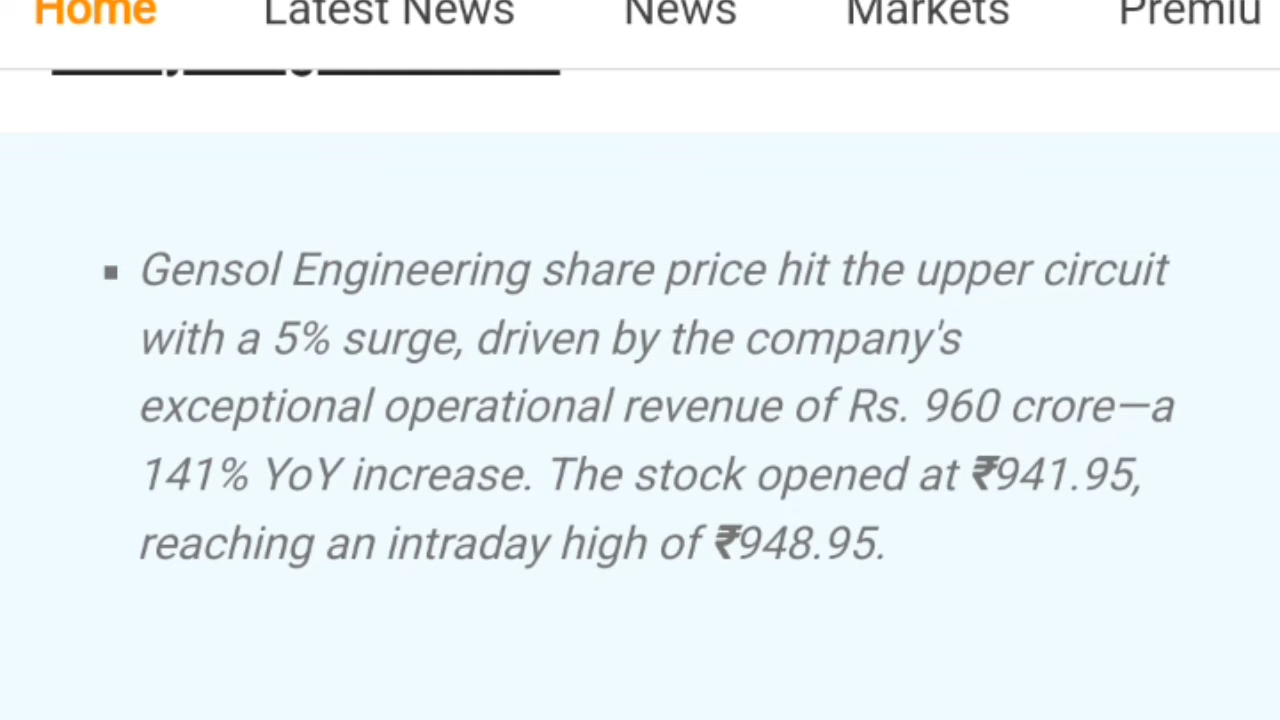 Home Latest News News Markets Premiu
▪ Gensol Engineering share price hit the upper circuit
with a 5% surge, driven by the company's
exceptional operational revenue of Rs. 960 crore—a
141% YoY increase. The stock opened at ₹941.95,
reaching an intraday high of ₹948.95.